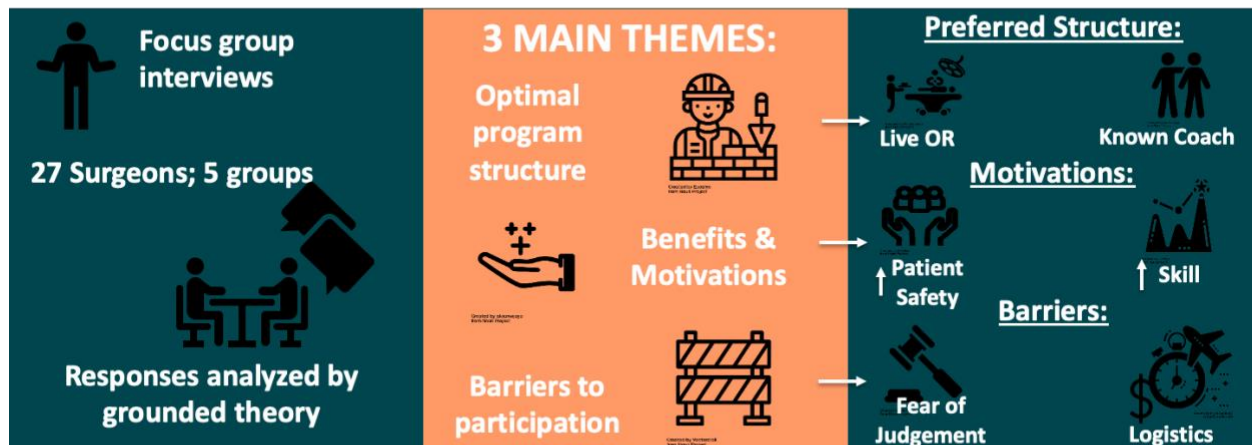 Focus group
interviews
27 Surgeons; 5 groups
Responses analyzed by
grounded theory
3 MAIN THEMES:
Optimal
program
structure
Benefits &
Motivations
Barriers to
participation
Preferred Structure:
Live OR
Known Coach
Motivations:
Patient
Safety
Skill
Barriers:
Fear of
Judgement
$
Logistics